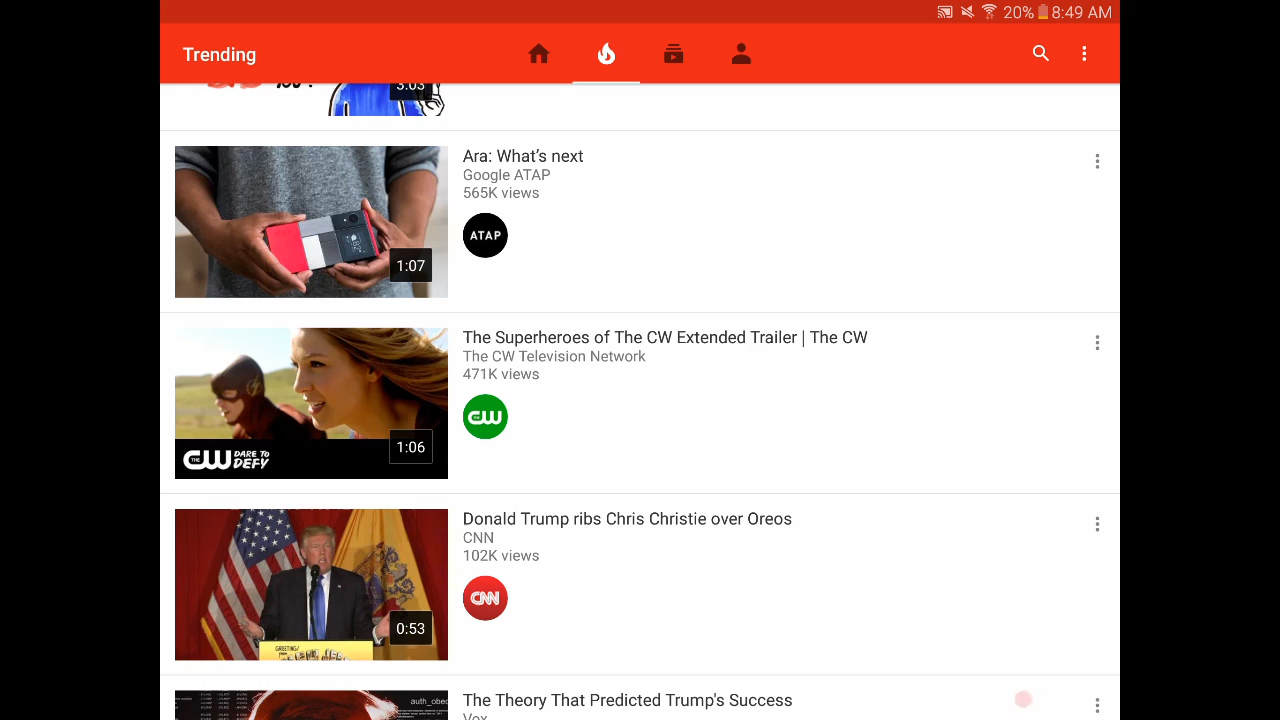 20% 8:49 AM
Trending
3:03
Ara: What’s next
Google ATAP
565K views
ATAP
1:07
The Superheroes of The CW Extended Trailer | The CW
The CW Television Network
471K views
CW
THE CW DARE TO DEFY
1:06
Donald Trump ribs Chris Christie over Oreos
CNN
102K views
CNN
0:53
The Theory That Predicted Trump's Success
Vox